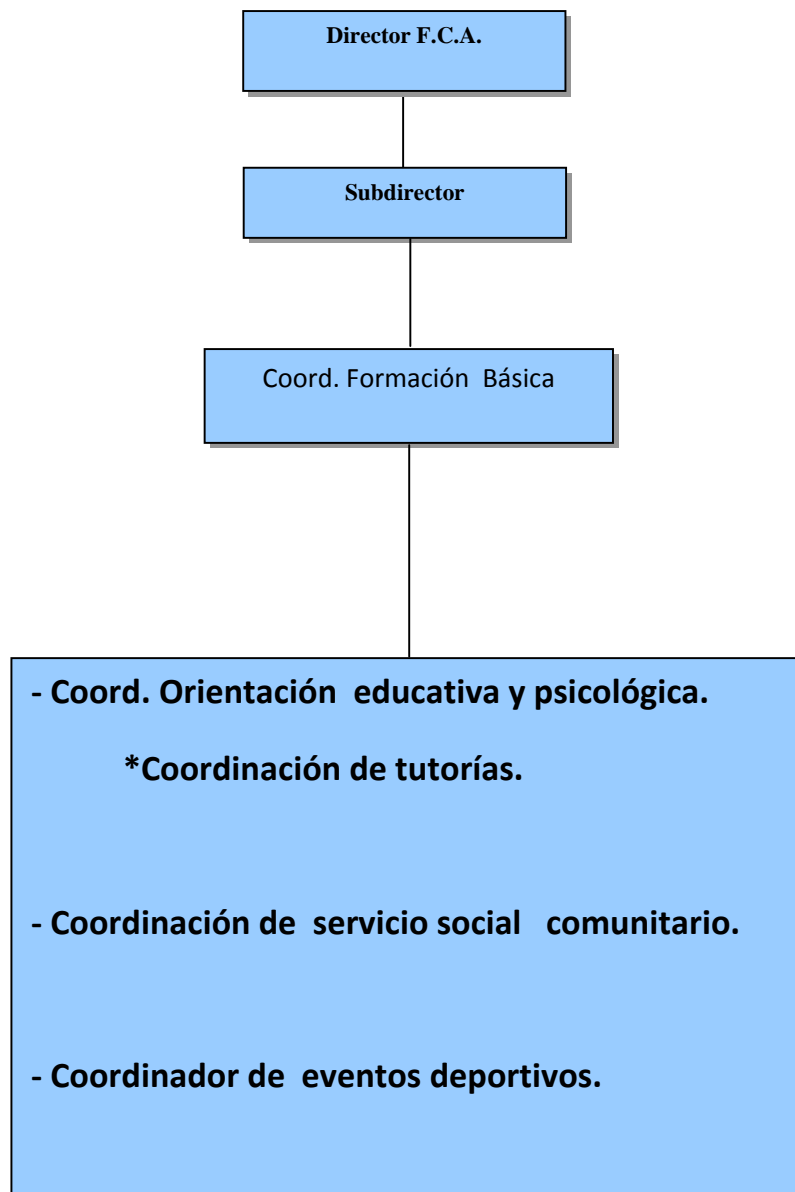 Director F.C.A.
Subdirector
Coord. Formación Básica
- Coord. Orientación educativa y psicológica.
*Coordinación de tutorías.
- Coordinación de servicio social comunitario.
- Coordinador de eventos deportivos.